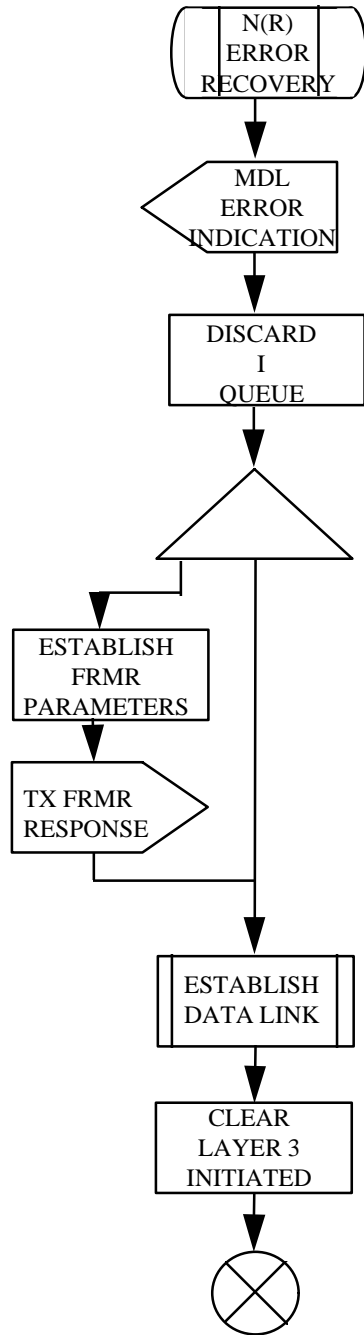 N(R)
ERROR
RECOVERY
MDL
ERROR
INDICATION
DISCARD
I
QUEUE
ESTABLISH
FRMR
PARAMETERS
TX FRMR
RESPONSE
ESTABLISH
DATA LINK
CLEAR
LAYER 3
INITIATED